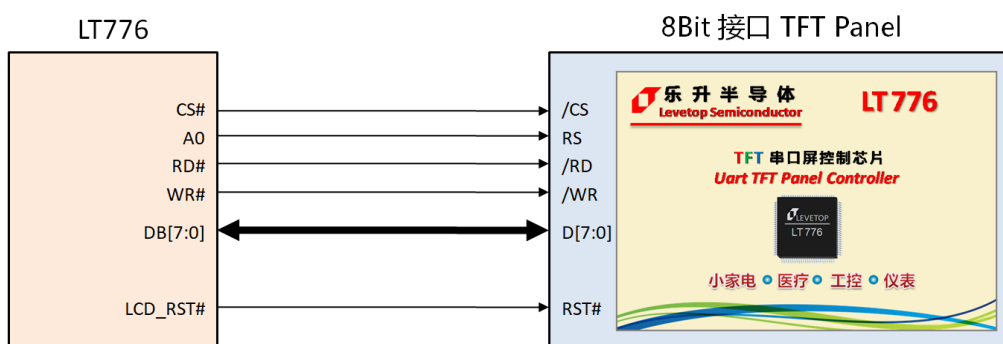 LT776
8Bit 接口 TFT Panel
CS#
A0
RD#
WR#
DB[7:0]
LCD_RST#
/CS
RS
/RD
/WR
D[7:0]
RST#
乐升半导体
Levetop Semiconductor
LT776
TFT 串口屏控制芯片
Uart TFT Panel Controller
LEVETOP
LT776
小家电 医疗 工控 仪表